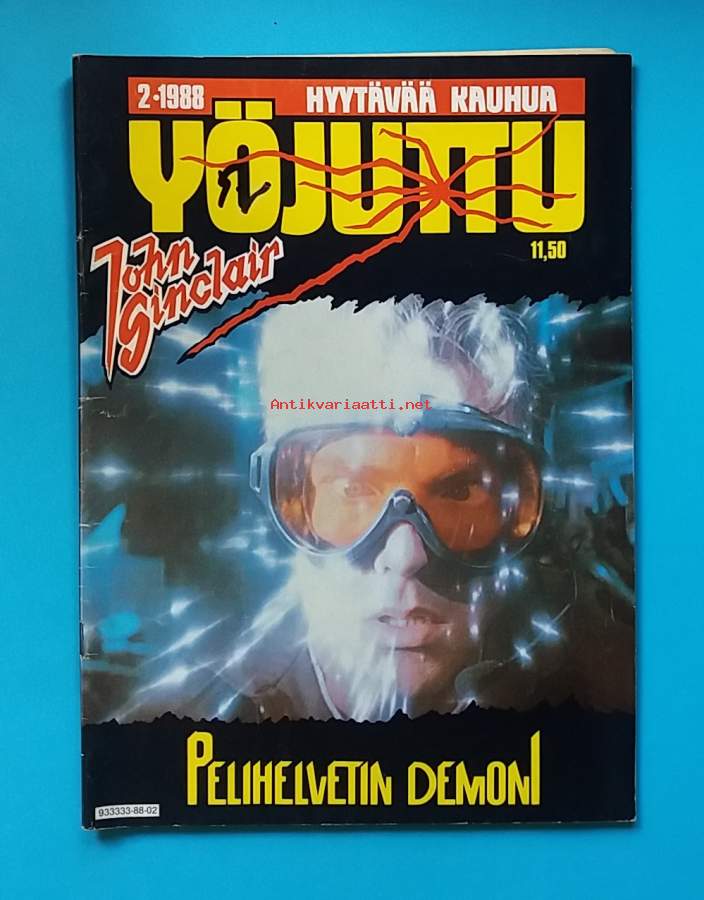 2·1988 HYYTÄVÄÄ KAUHUA
YÖJUTTU
11,50
John
Sinclair
Antikvariaatti.net
PELIHELVETIN DEMONI
933333-88-02